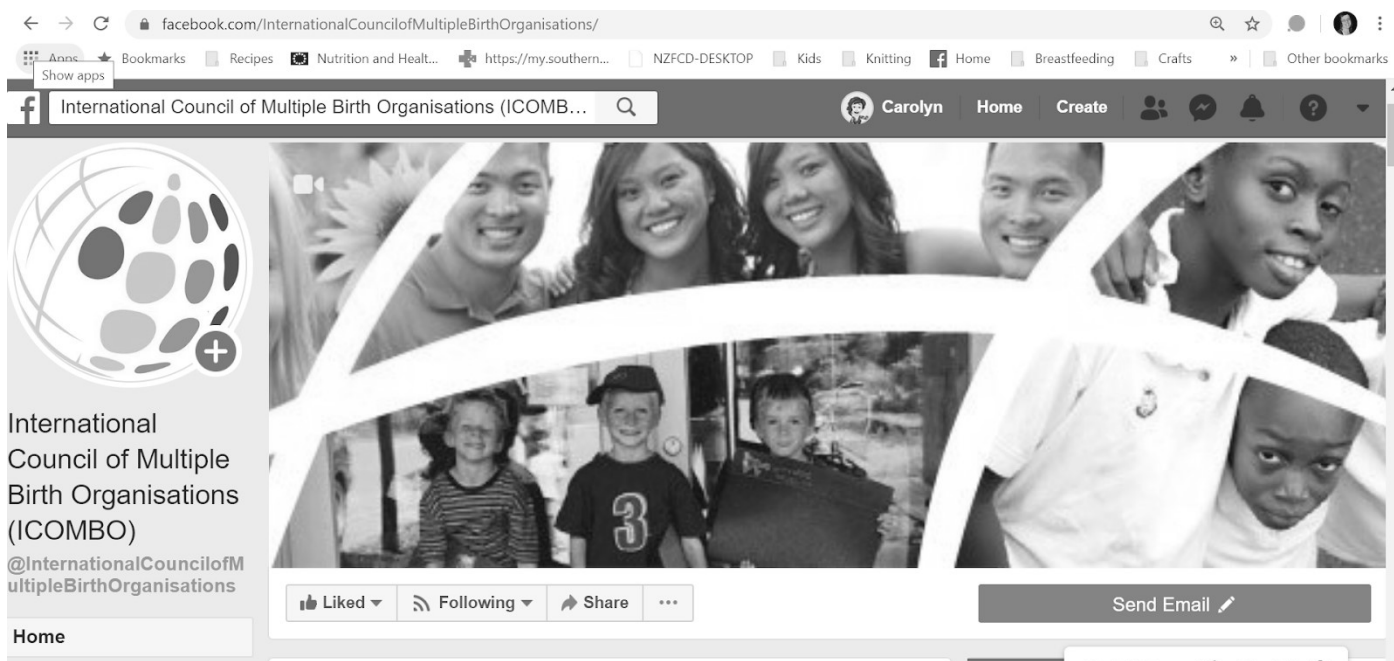 facebook.com/InternationalCouncilofMultipleBirthOrganisations/
Apps Bookmarks Recipes Nutrition and Healt... https://my.southern... NZFCD-DESKTOP Kids Knitting Home Breastfeeding Crafts » Other bookmarks
Show apps
International Council of Multiple Birth Organisations (ICOMB... Carolyn Home Create
International
Council of Multiple
Birth Organisations
(ICOMBO)
@InternationalCouncilofM
ultipleBirthOrganisations
Home
3
Liked Following Share ... Send Email